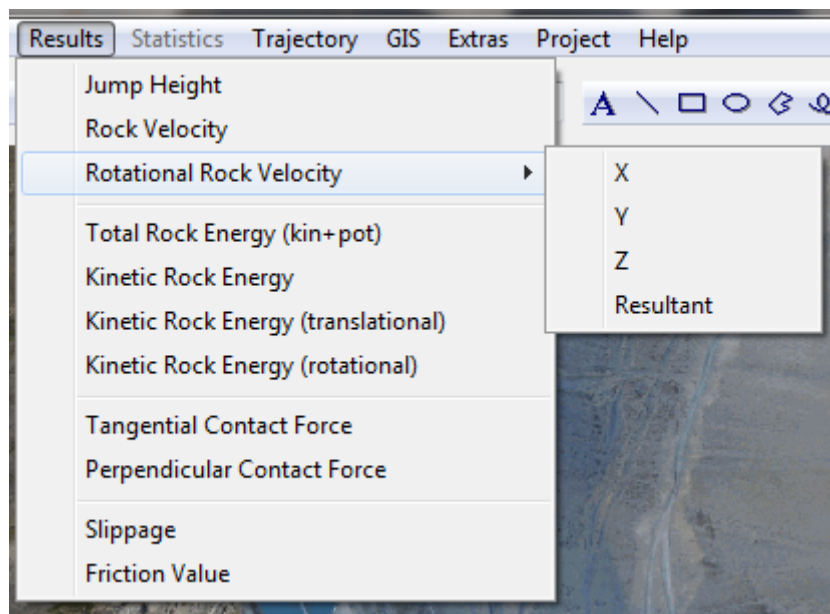 Results Statistics Trajectory GIS Extras Project Help
Jump Height
Rock Velocity
Rotational Rock Velocity
Total Rock Energy (kin+pot)
Kinetic Rock Energy
Kinetic Rock Energy (translational)
Kinetic Rock Energy (rotational)
Tangential Contact Force
Perpendicular Contact Force
Slippage
Friction Value
X
Y
Z
Resultant
A